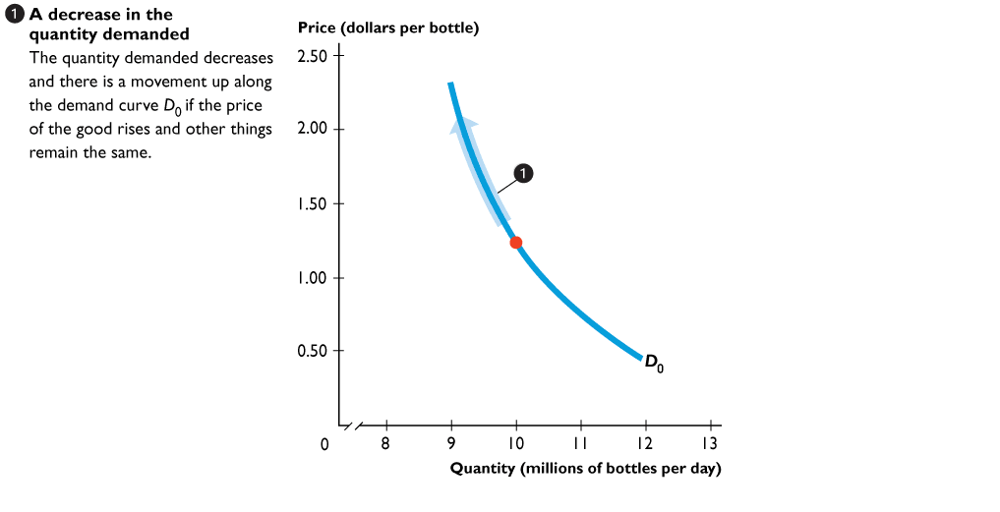 1 A decrease in the
quantity demanded
The quantity demanded decreases
and there is a movement up along
the demand curve D0 if the price
of the good rises and other things
remain the same.
Price (dollars per bottle)
2.50
2.00
1
1.50
1.00
0.50
D0
0 8 9 10 11 12 13
Quantity (millions of bottles per day)